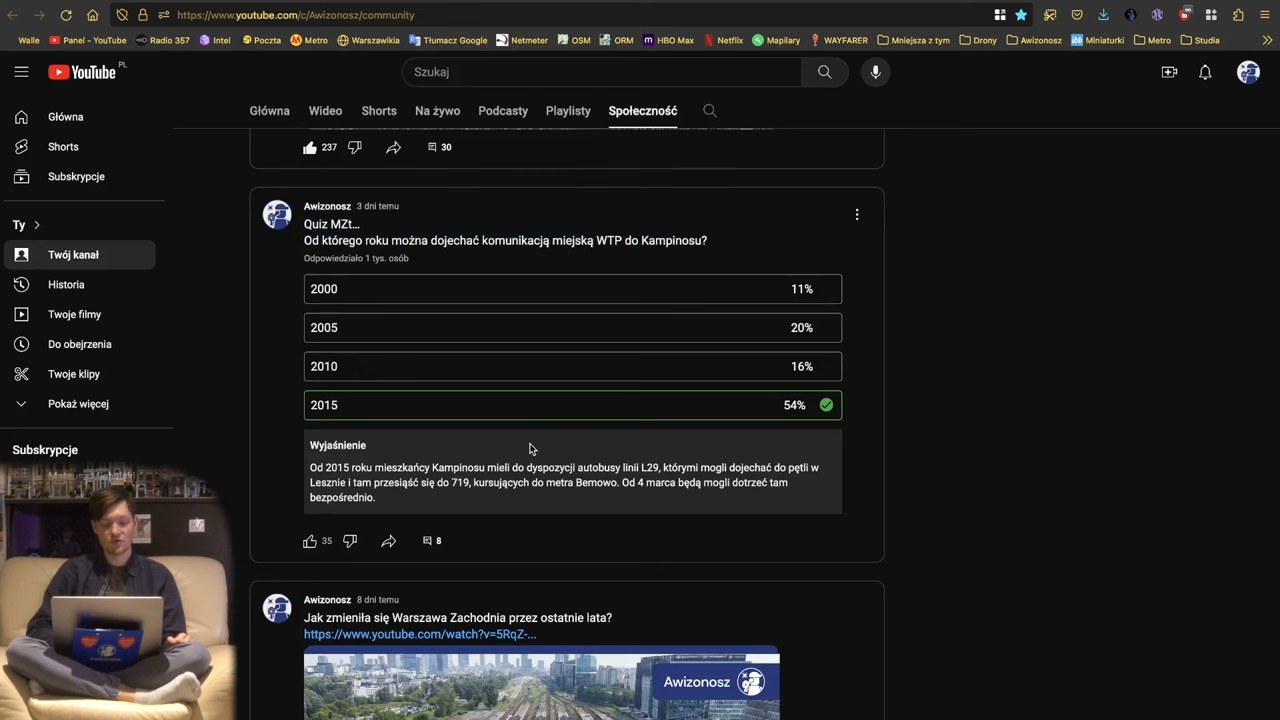 https://www.youtube.com/c/Awizonosz/community
Walle
Panel - YouTube
Radio 357
Intel
Poczta
Metro
Warszawikia
Tłumacz Google
Netmeter
OSM
ORM
HBO Max
Netflix
Mapilary
WAYFARER
Mniejsza z tym
Drony
Awizonosz
Miniaturki
Metro
Studia
YouTube PL
Szukaj
Główna
Wideo
Shorts
Na żywo
Podcasty
Playlisty
Społeczność
Główna
Shorts
Subskrypcje
Ty
Twój kanał
Historia
Twoje filmy
Do obejrzenia
Twoje klipy
Pokaż więcej
Subskrypcje
237
30
Awizonosz 3 dni temu
Quiz MZt...
Od którego roku można dojechać komunikacją miejską WTP do Kampinosu?
Odpowiedziało 1 tys. osób
2000 11%
2005 20%
2010 16%
2015 54%
Wyjaśnienie
Od 2015 roku mieszkańcy Kampinosu mieli do dyspozycji autobusy linii L29, którymi mogli dojechać do pętli w
Lesznie i tam przesiąść się do 719, kursujących do metra Bemowo. Od 4 marca będą mogli dotrzeć tam
bezpośrednio.
35
8
Awizonosz 8 dni temu
Jak zmieniła się Warszawa Zachodnia przez ostatnie lata?
https://www.youtube.com/watch?v=5RqZ-...
Awizonosz